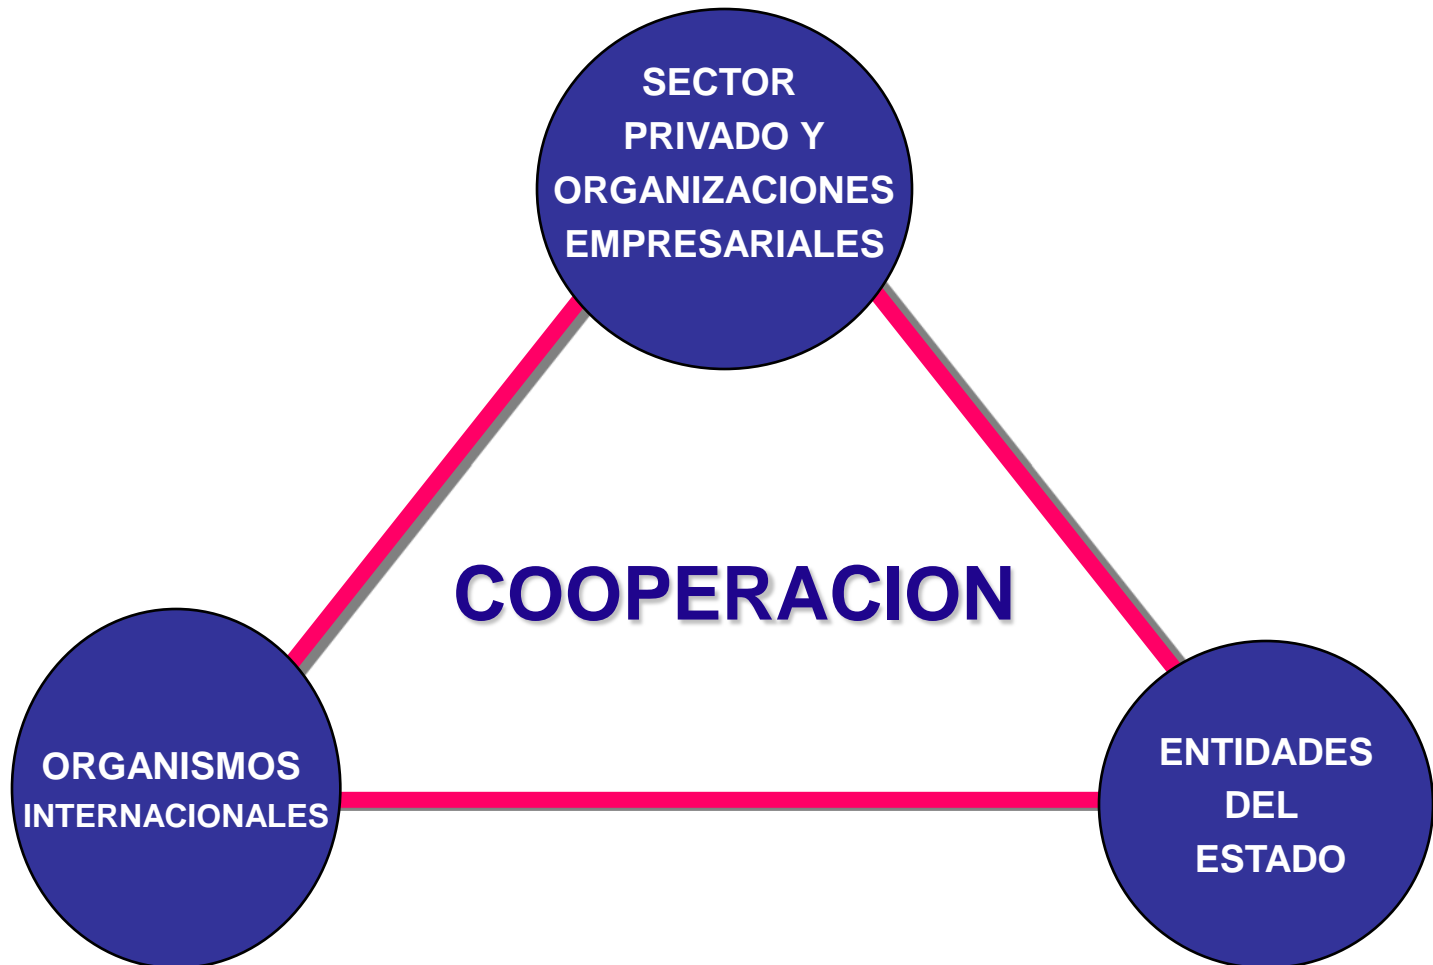 SECTOR
PRIVADO Y
ORGANIZACIONES
EMPRESARIALES
COOPERACION
ORGANISMOS
INTERNACIONALES
ENTIDADES
DEL
ESTADO